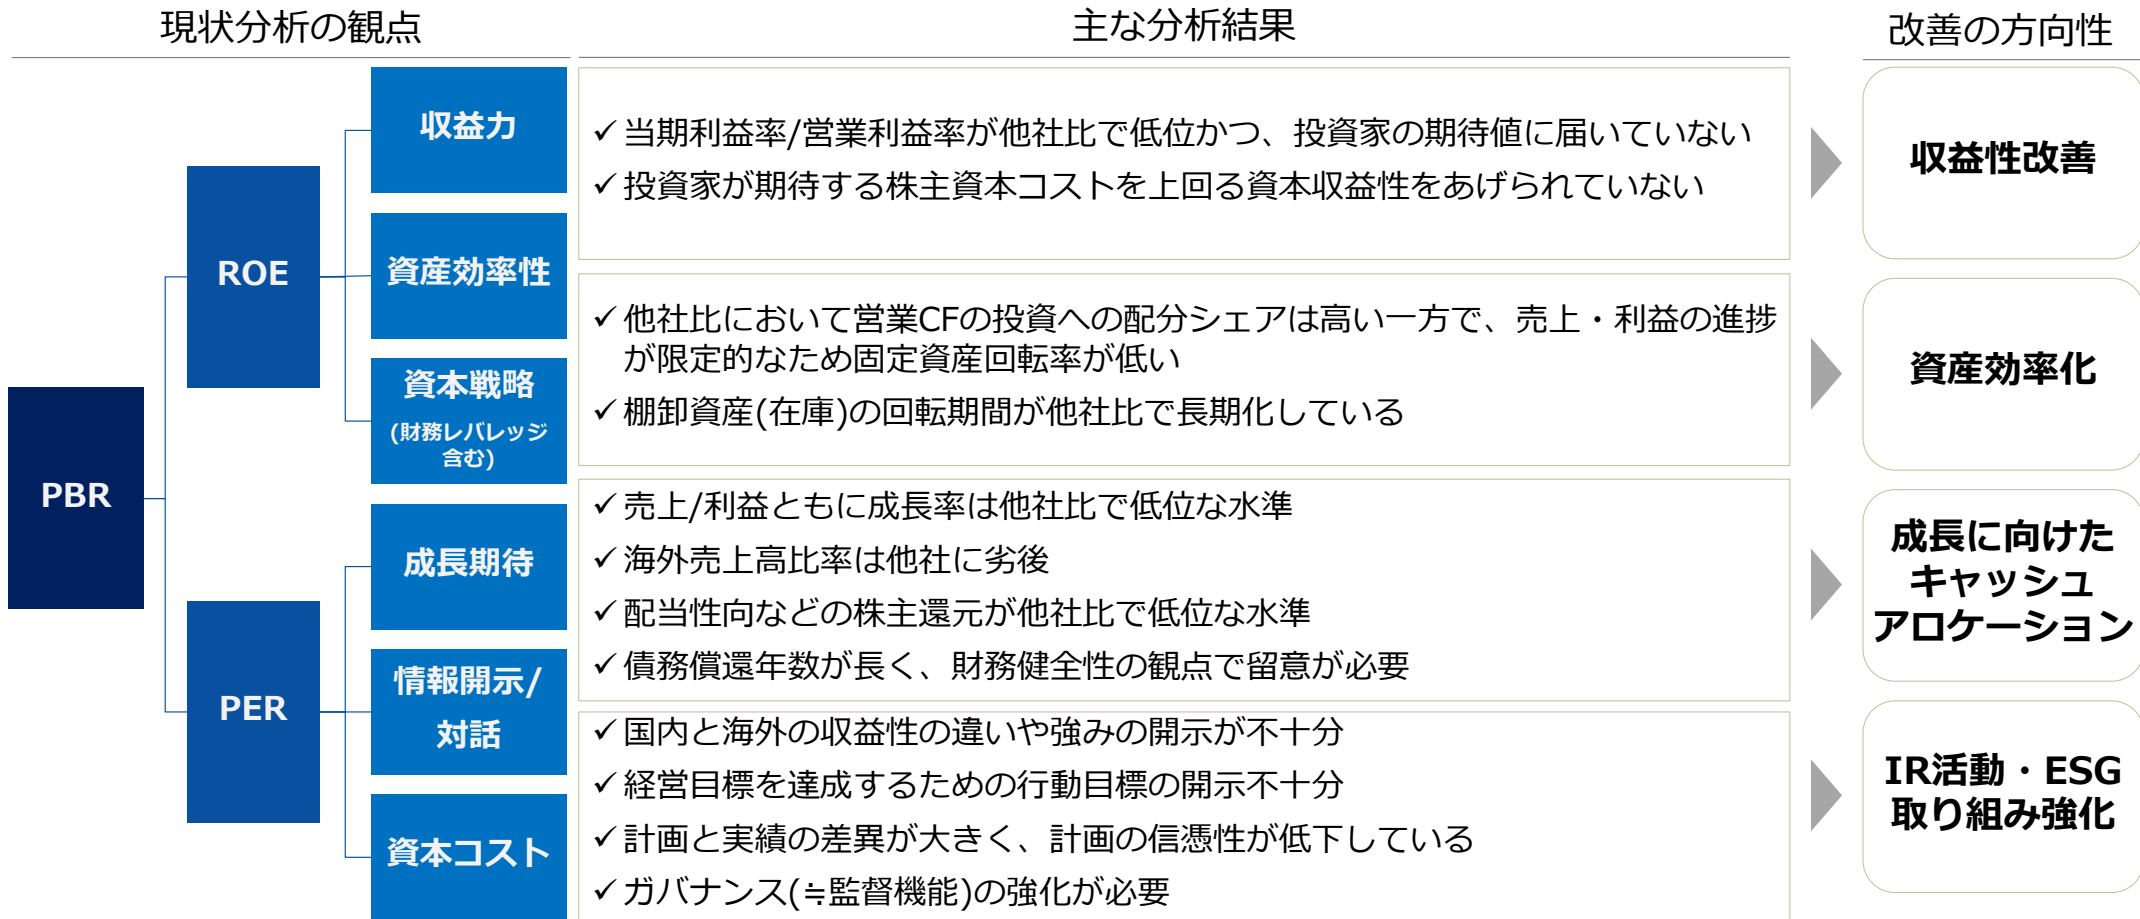 現状分析の観点
主な分析結果
改善の方向性
PBR
ROE
PER
収益力
資産効率性
資本戦略
(財務レバレッジ
含む)
成長期待
情報開示/
対話
資本コスト
✓当期利益率/営業利益率が他社比で低位かつ、投資家の期待値に届いていない
✓投資家が期待する株主資本コストを上回る資本収益性をあげられていない
✓他社比において営業CFの投資への配分シェアは高い一方で、売上・利益の進捗
が限定的なため固定資産回転率が低い
✓棚卸資産(在庫)の回転期間が他社比で長期化している
✓売上/利益ともに成長率は他社比で低位な水準
✓海外売上高比率は他社に劣後
✓配当性向などの株主還元が他社比で低位な水準
✓債務償還年数が長く、財務健全性の観点で留意が必要
✓国内と海外の収益性の違いや強みの開示が不十分
✓経営目標を達成するための行動目標の開示不十分
✓計画と実績の差異が大きく、計画の信憑性が低下している
✓ガバナンス(≒監督機能)の強化が必要
収益性改善
資産効率化
成長に向けた
キャッシュ
アロケーション
IR活動・ESG
取り組み強化